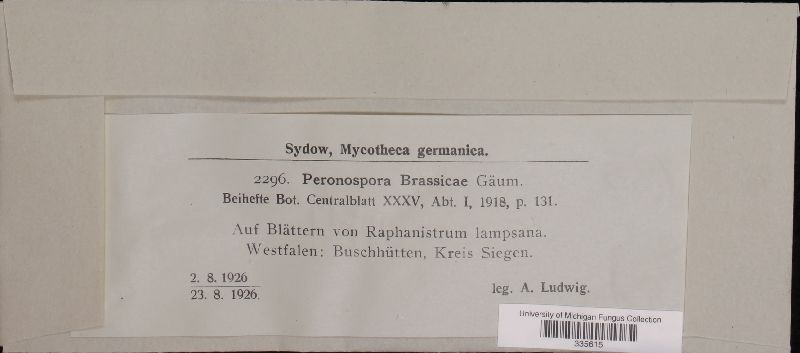 Sydow, Mycotheca germanica.
2296. Peronospora Brassicae Gäum.
Beihefte Bot. Centralblatt XXXV, Abt. I, 1918, p. 131.
Auf Blättern von Raphanistrum lampsana.
Westfalen: Buschhütten, Kreis Siegen.
2. 8. 1926
23. 8. 1926.
leg. A. Ludwig.
University of Michigan Fungus Collection
335615